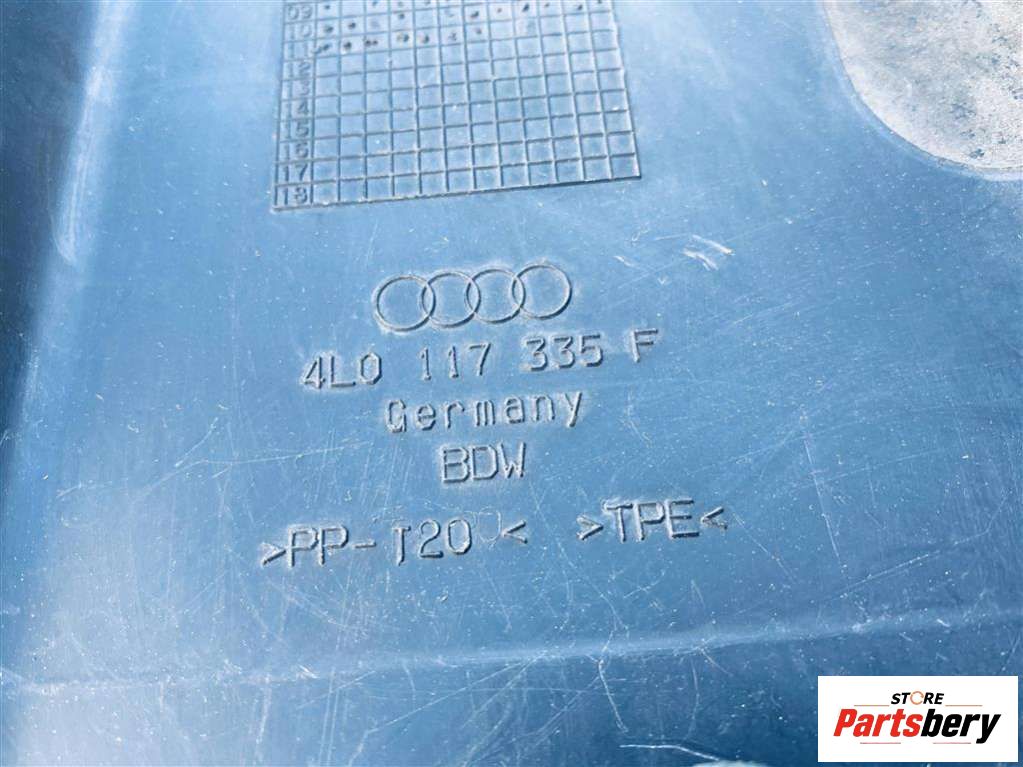 09
10
11
12
13
14
15
16
17
18
4L0 117 335 F
Germany
BDW
>PP-T20< >TPE<
STORE
Partsbery